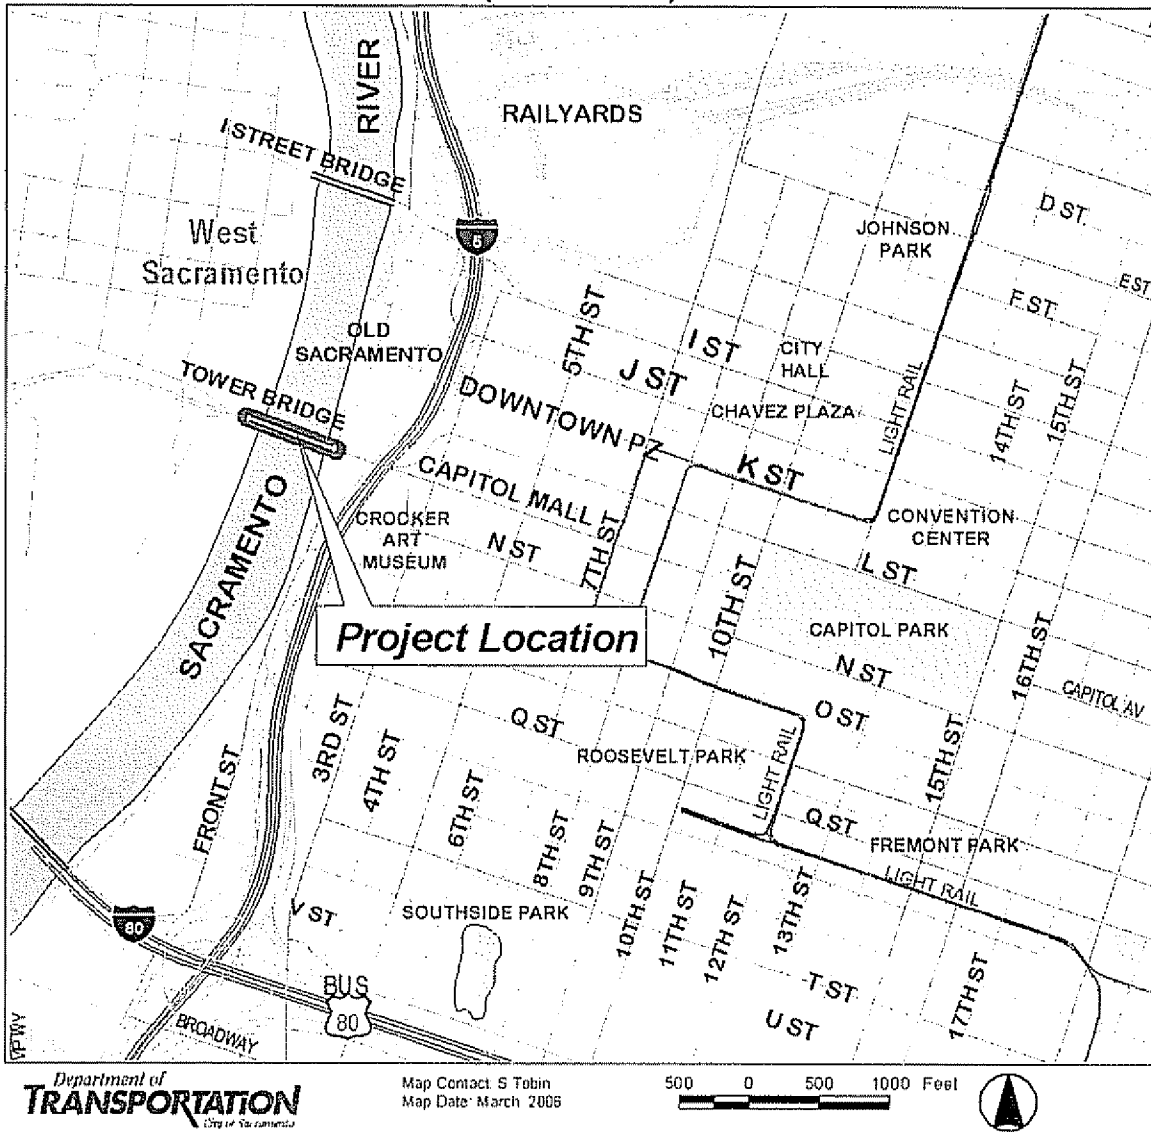 RIVER
I STREET BRIDGE
RAILYARDS
West
Sacramento
5
D ST.
JOHNSON
PARK
E ST
F ST.
OLD
SACRAMENTO
5TH ST
I ST
CITY
HALL
J ST
TOWER BRIDGE
DOWNTOWN PZ
CHAVEZ PLAZA
LIGHT RAIL
14TH ST
15TH ST
K ST
CAPITOL MALL
SACRAMENTO
CROCKER
ART
MUSEUM
N ST
7TH ST
CONVENTION
CENTER
L ST
10TH ST
CAPITOL PARK
Project Location
N ST
16TH ST
CAPITOL AV
O ST
3RD ST
Q ST
4TH ST
ROOSEVELT PARK
LIGHT RAIL
15TH ST
FRONT ST
6TH ST
8TH ST
9TH ST
Q ST
FREMONT PARK
LIGHT RAIL
80
V ST
SOUTHSIDE PARK
10TH ST
11TH ST
12TH ST
13TH ST
BUS
80
T ST
U ST
17TH ST
BROADWAY
Department of
TRANSPORTATION
City of Sacramento
Map Contact: S Tobin
Map Date: March 2006
500 0 500 1000 Feet